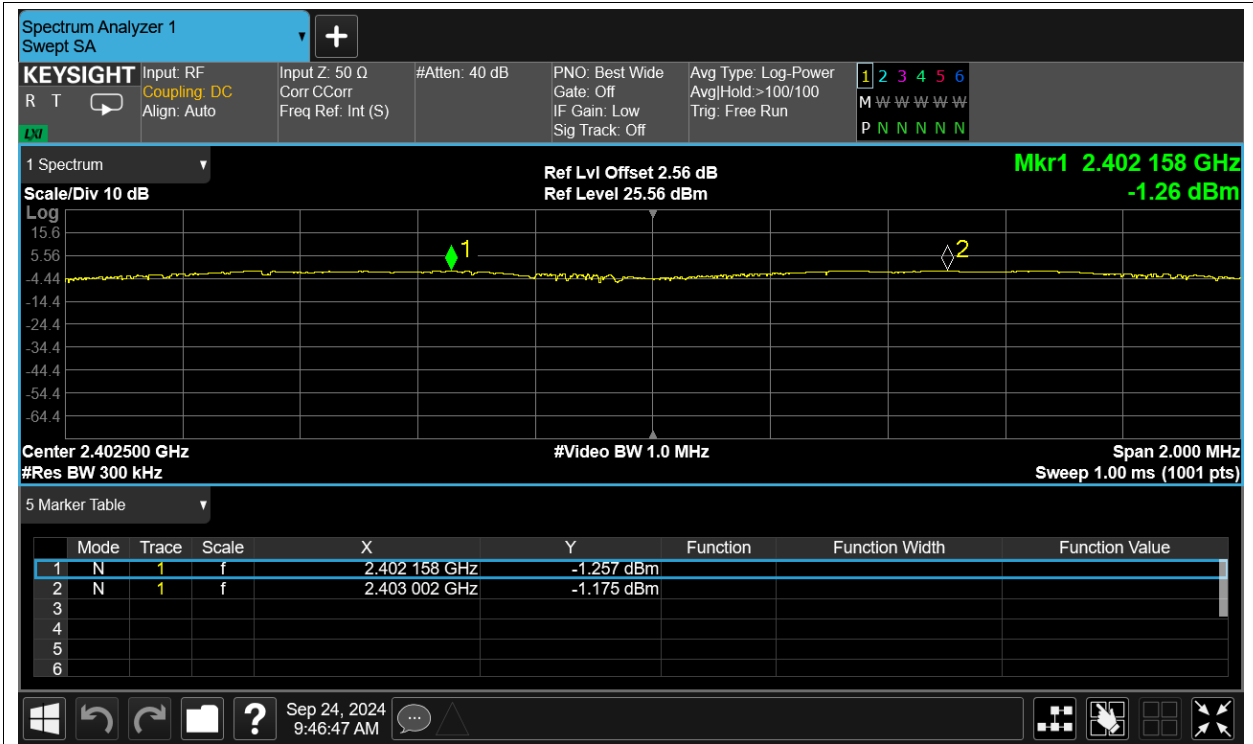 Spectrum Analyzer 1
Swept SA
+
KEYSIGHT Input: RF Input Z: 50 Ω #Atten: 40 dB PNO: Best Wide Avg Type: Log-Power 1 2 3 4 5 6
R T Coupling: DC Corr CCorr Gate: Off Avg|Hold:>100/100 M W W W W W
Align: Auto Freq Ref: Int (S) IF Gain: Low Trig: Free Run
LXI Sig Track: Off P N N N N N
1 Spectrum Ref Lvl Offset 2.56 dB Mkr1 2.402 158 GHz
Scale/Div 10 dB Ref Level 25.56 dBm -1.26 dBm
Log
15.6
5.56
-4.44
-14.4
-24.4
-34.4
-44.4
-54.4
-64.4
1
2
Center 2.402500 GHz #Video BW 1.0 MHz Span 2.000 MHz
#Res BW 300 kHz Sweep 1.00 ms (1001 pts)
5 Marker Table
Mode Trace Scale X Y Function Function Width Function Value
1 N 1 f 2.402 158 GHz -1.257 dBm
2 N 1 f 2.403 002 GHz -1.175 dBm
3
4
5
6
? Sep 24, 2024
9:46:47 AM